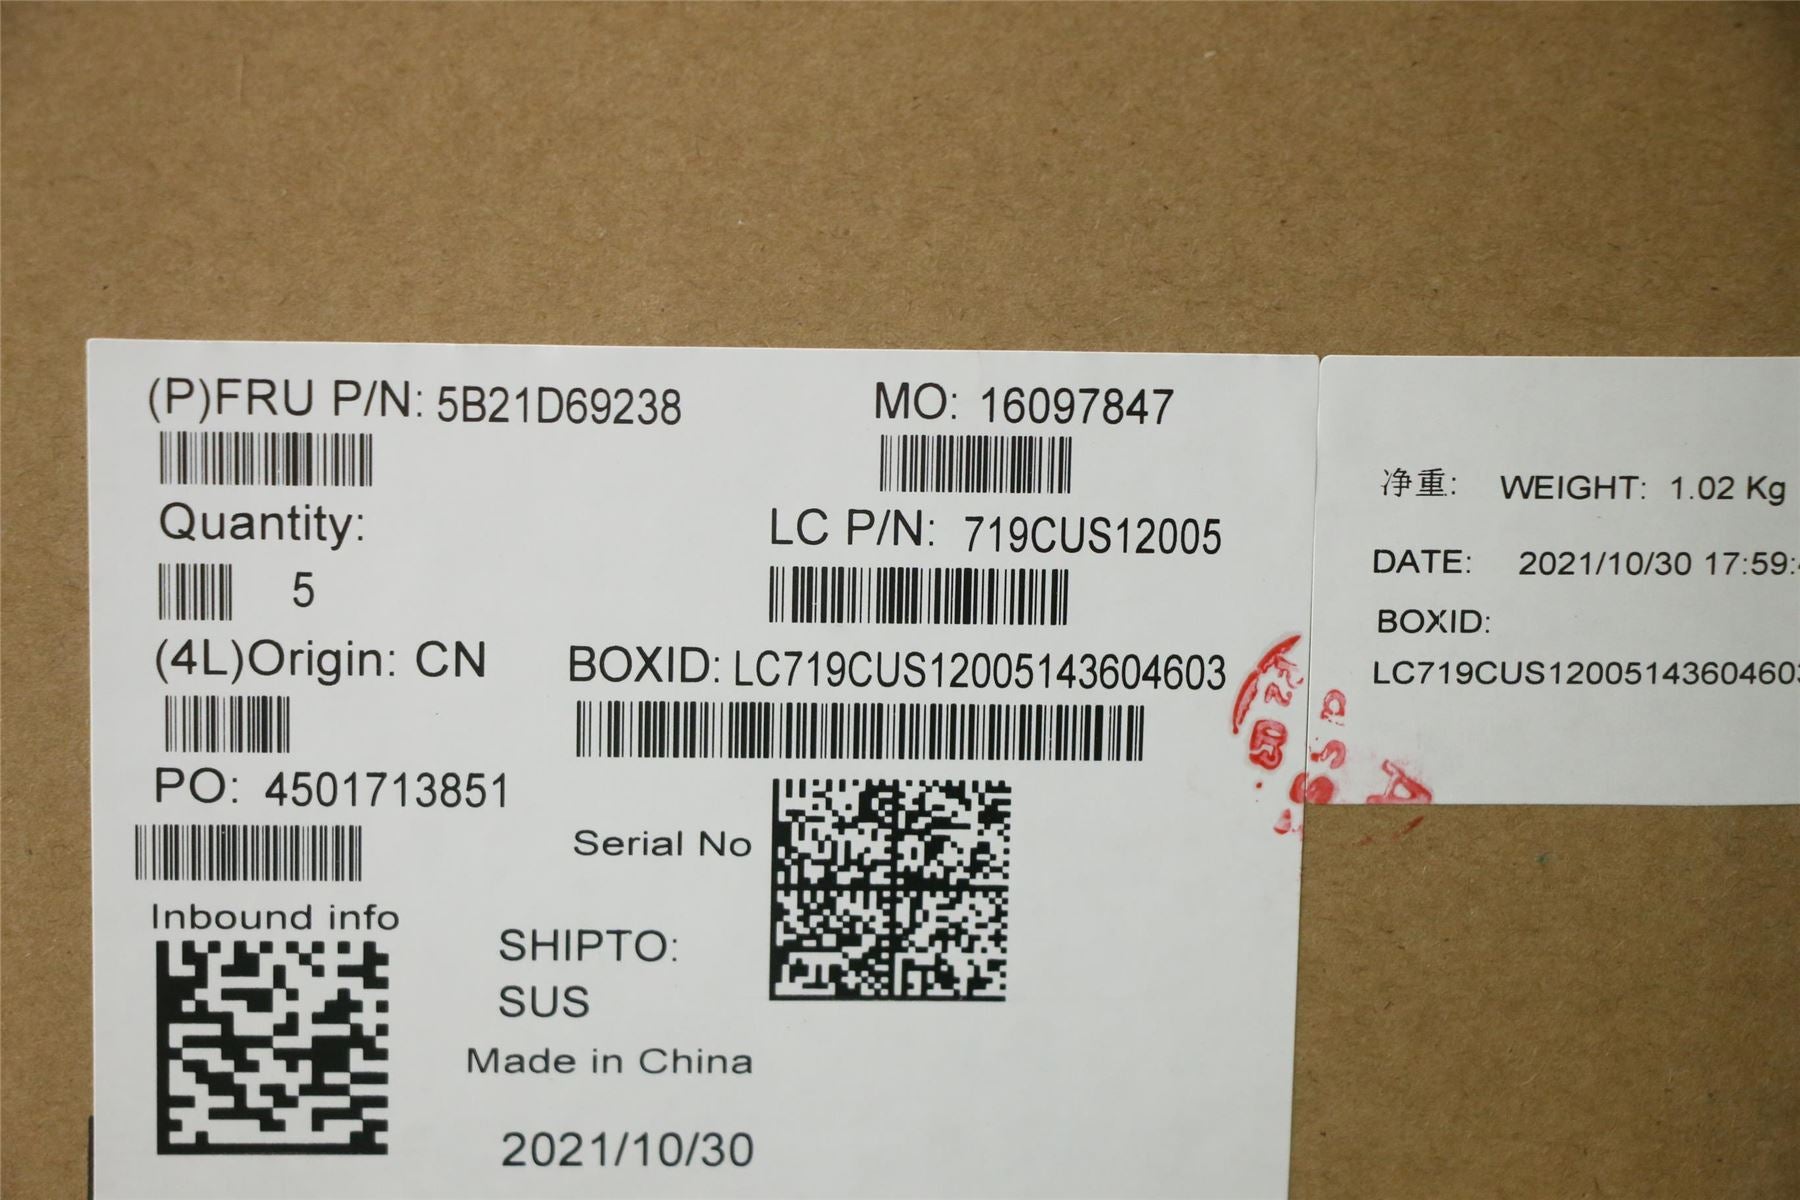 (P)FRU P/N: 5B21D69238
MO: 16097847
Quantity:
5
LC P/N: 719CUS12005
(4L)Origin: CN
BOXID: LC719CUS12005143604603
PO: 4501713851
Serial No
Inbound info
SHIPTO:
SUS
Made in China
2021/10/30
净重: WEIGHT: 1.02 Kg
DATE: 2021/10/30 17:59:
BOXID:
LC719CUS12005143604603